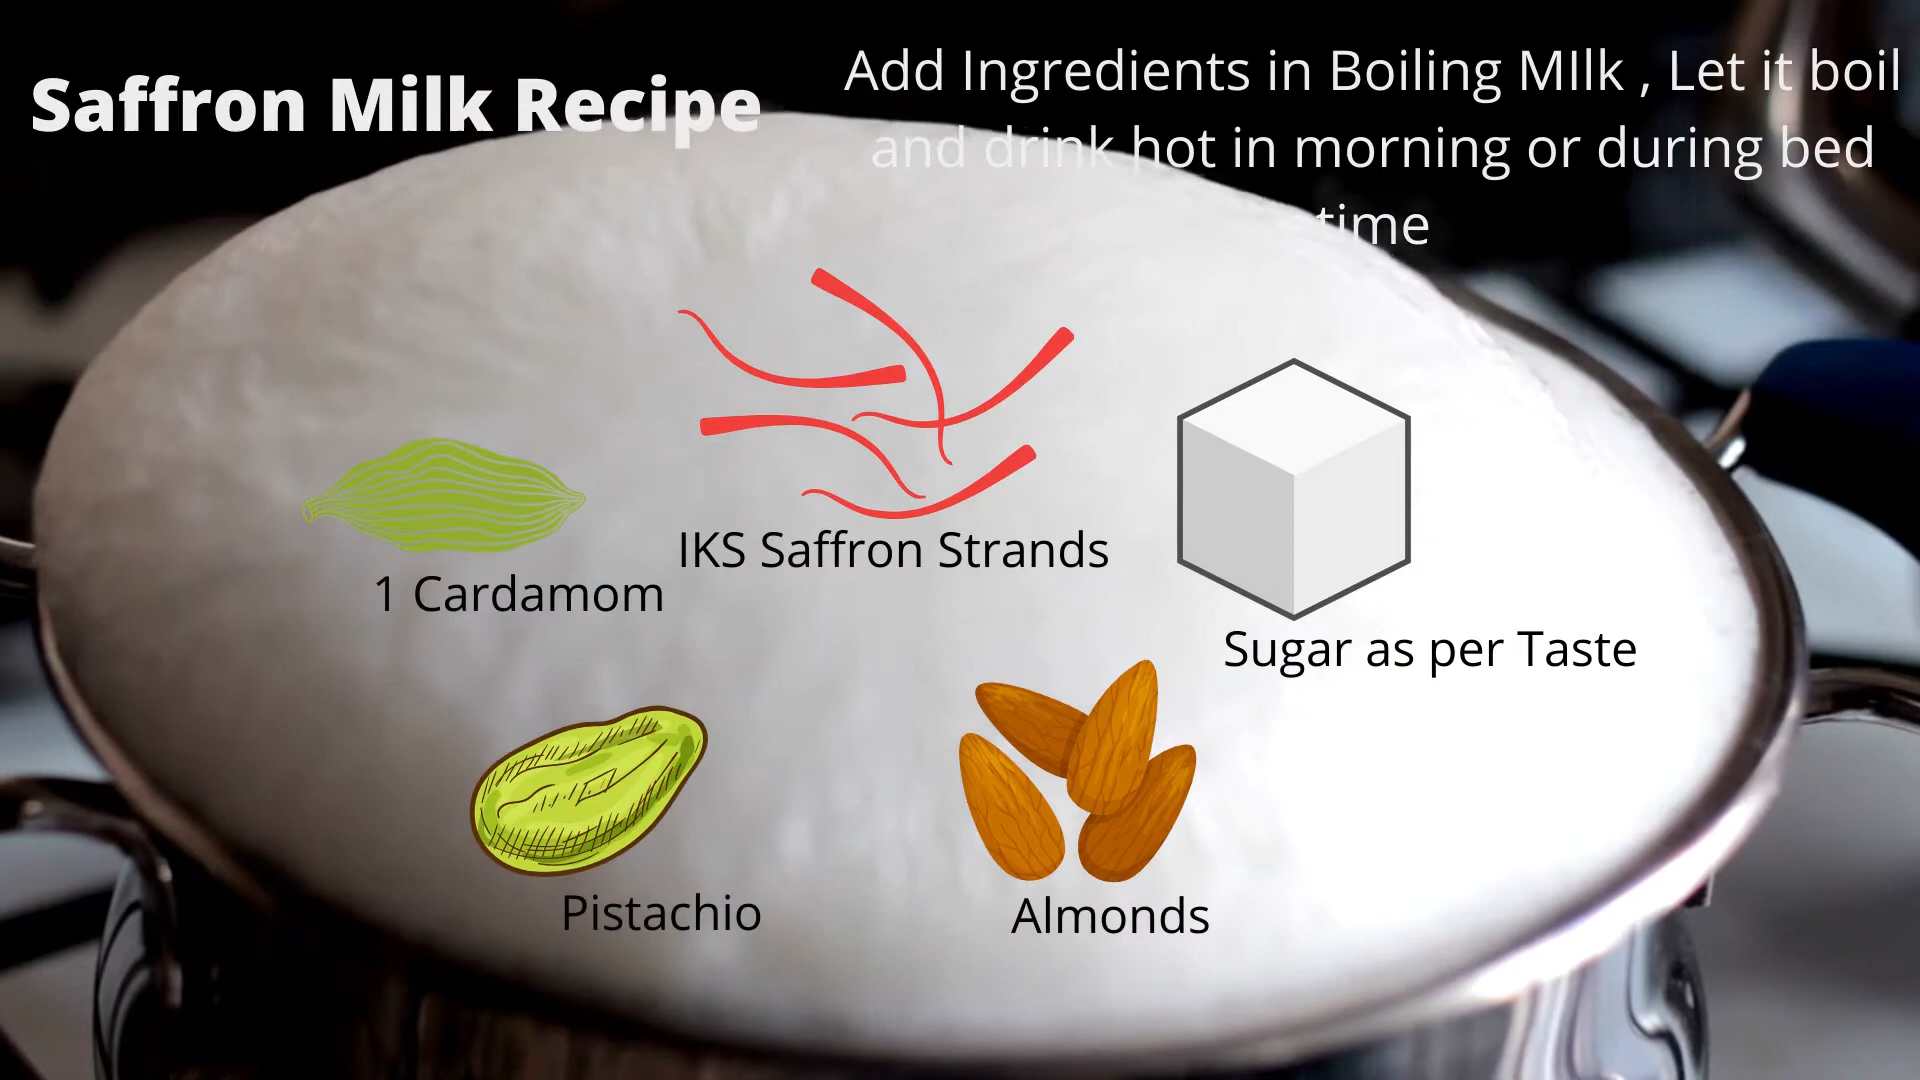 Saffron Milk Recipe
Add Ingredients in Boiling MIlk , Let it boil
and drink hot in morning or during bed
time
IKS Saffron Strands
1 Cardamom
Sugar as per Taste
Pistachio
Almonds